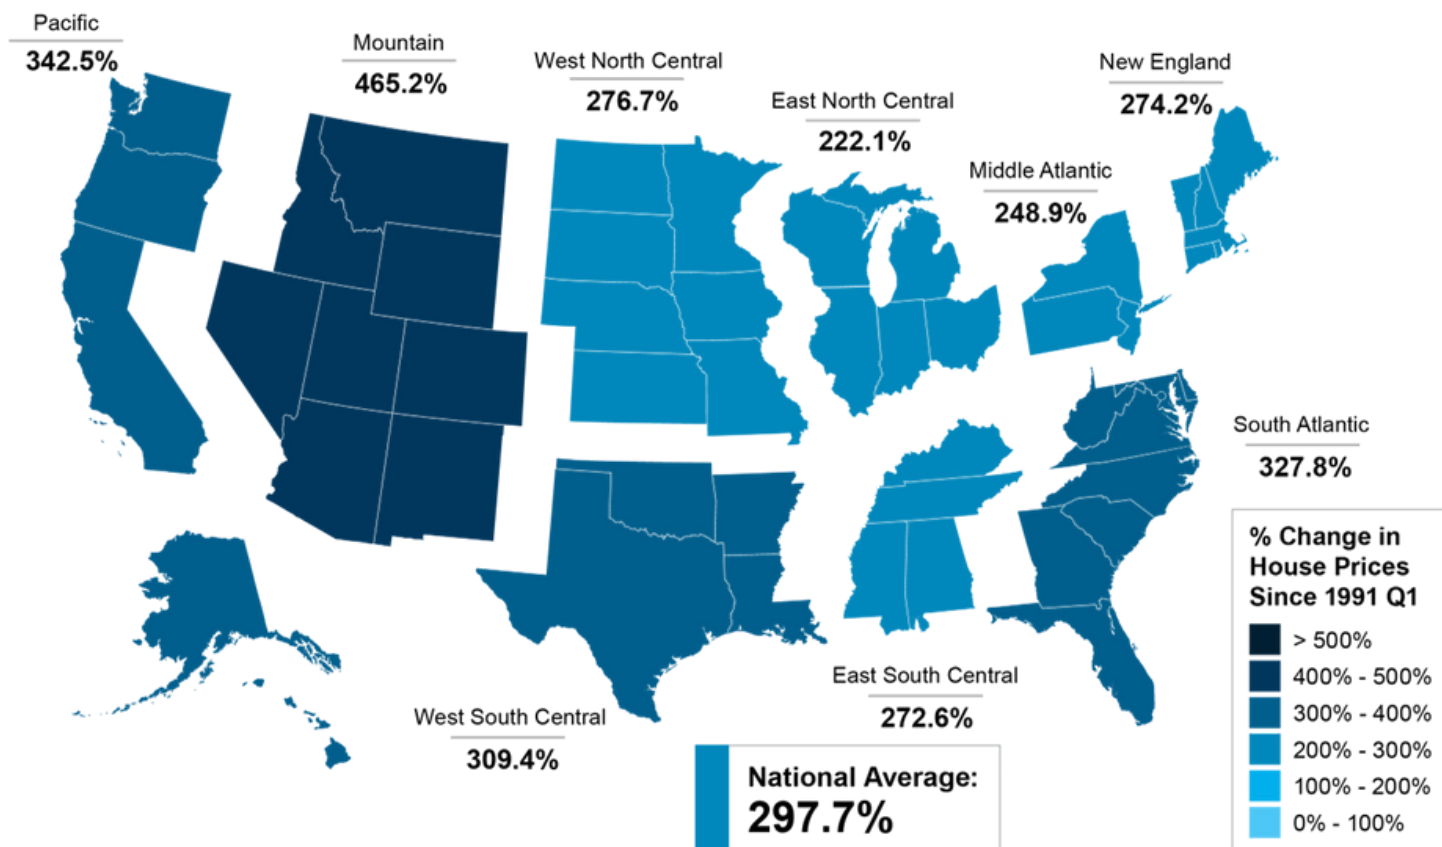 Pacific
342.5%
Mountain
465.2%
West North Central
276.7%
East North Central
222.1%
New England
274.2%
Middle Atlantic
248.9%
South Atlantic
327.8%
East South Central
272.6%
West South Central
309.4%
National Average:
297.7%
% Change in
House Prices
Since 1991 Q1
> 500%
400% - 500%
300% - 400%
200% - 300%
100% - 200%
0% - 100%